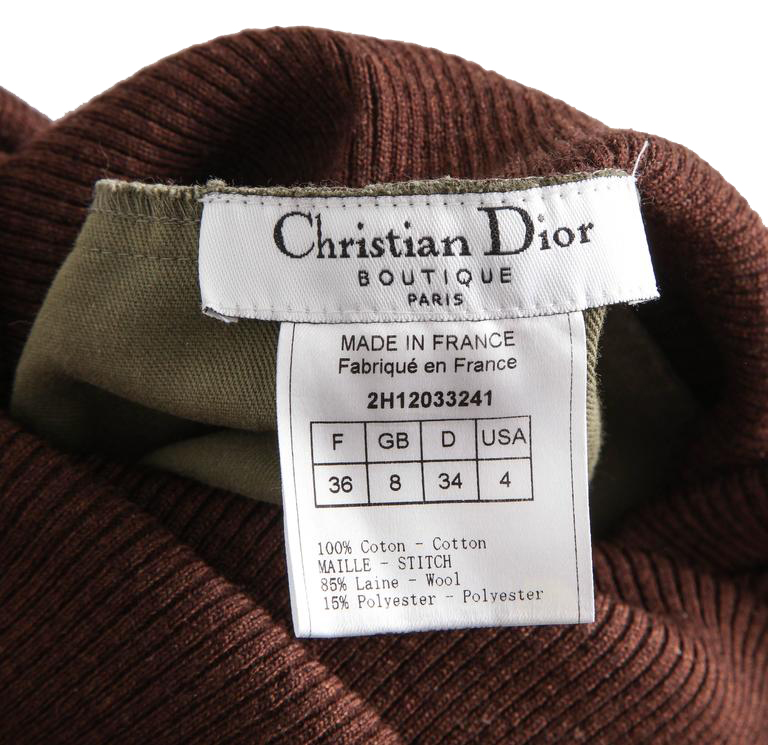 Christian Dior
BOUTIQUE
PARIS
MADE IN FRANCE
Fabriqué en France
2H12033241
F GB D USA
36 8 34 4
100% Coton - Cotton
MAILLE - STITCH
85% Laine - Wool
15% Polyester - Polyester